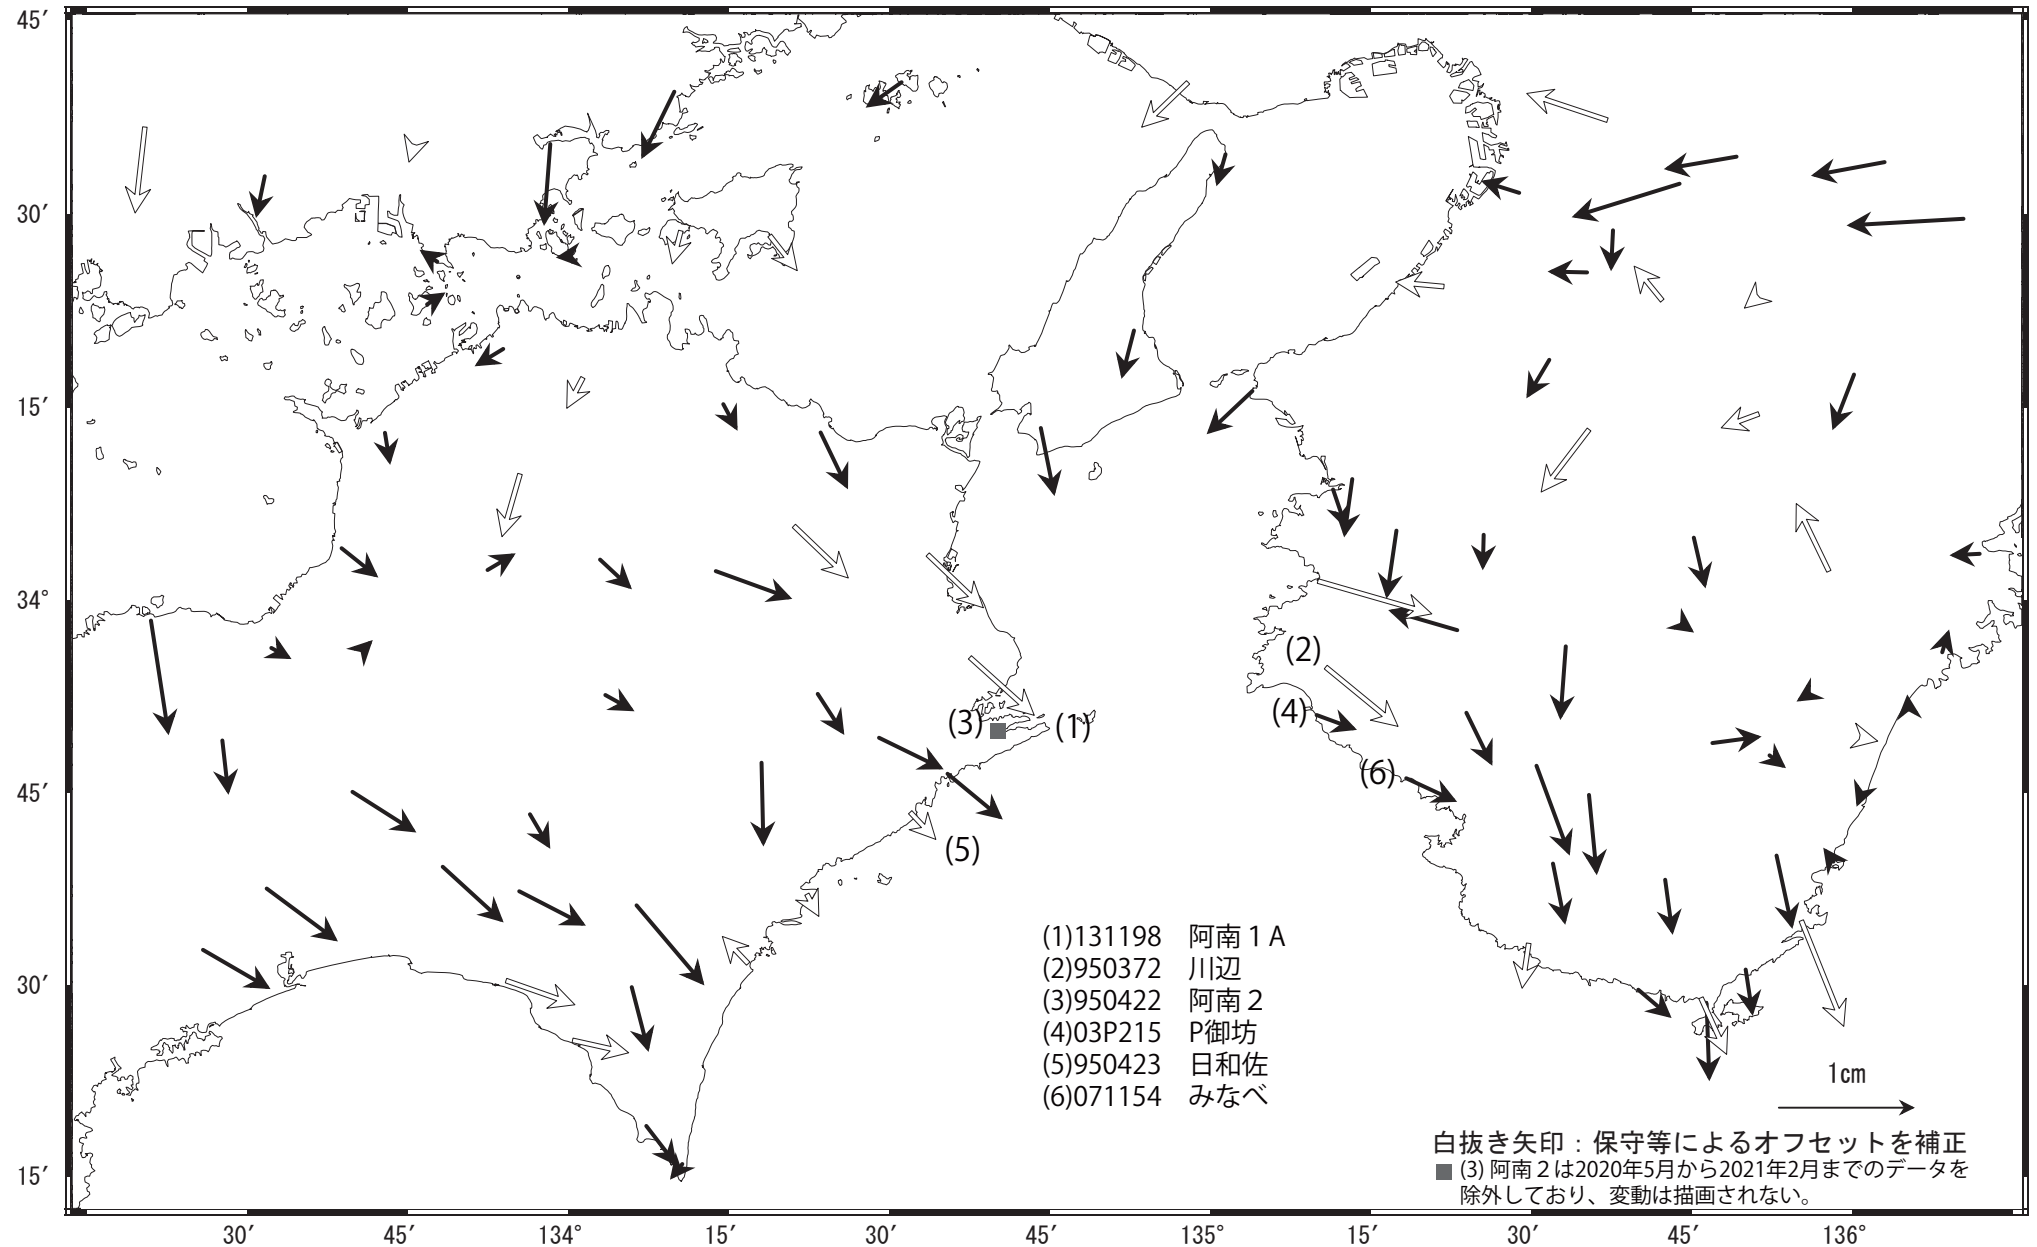 45′
30′
15′
34°
45′
30′
15′
30′
45′
134°
15′
30′
45′
135°
15′
30′
45′
136°
(2)
(4)
(3)
(1)
(6)
(5)
(1)131198 阿南１A
(2)950372 川辺
(3)950422 阿南２
(4)03P215 P御坊
(5)950423 日和佐
(6)071154 みなべ
1cm
白抜き矢印：保守等によるオフセットを補正
■ (3) 阿南２は2020年5月から2021年2月までのデータを
除外しており、変動は描画されない。